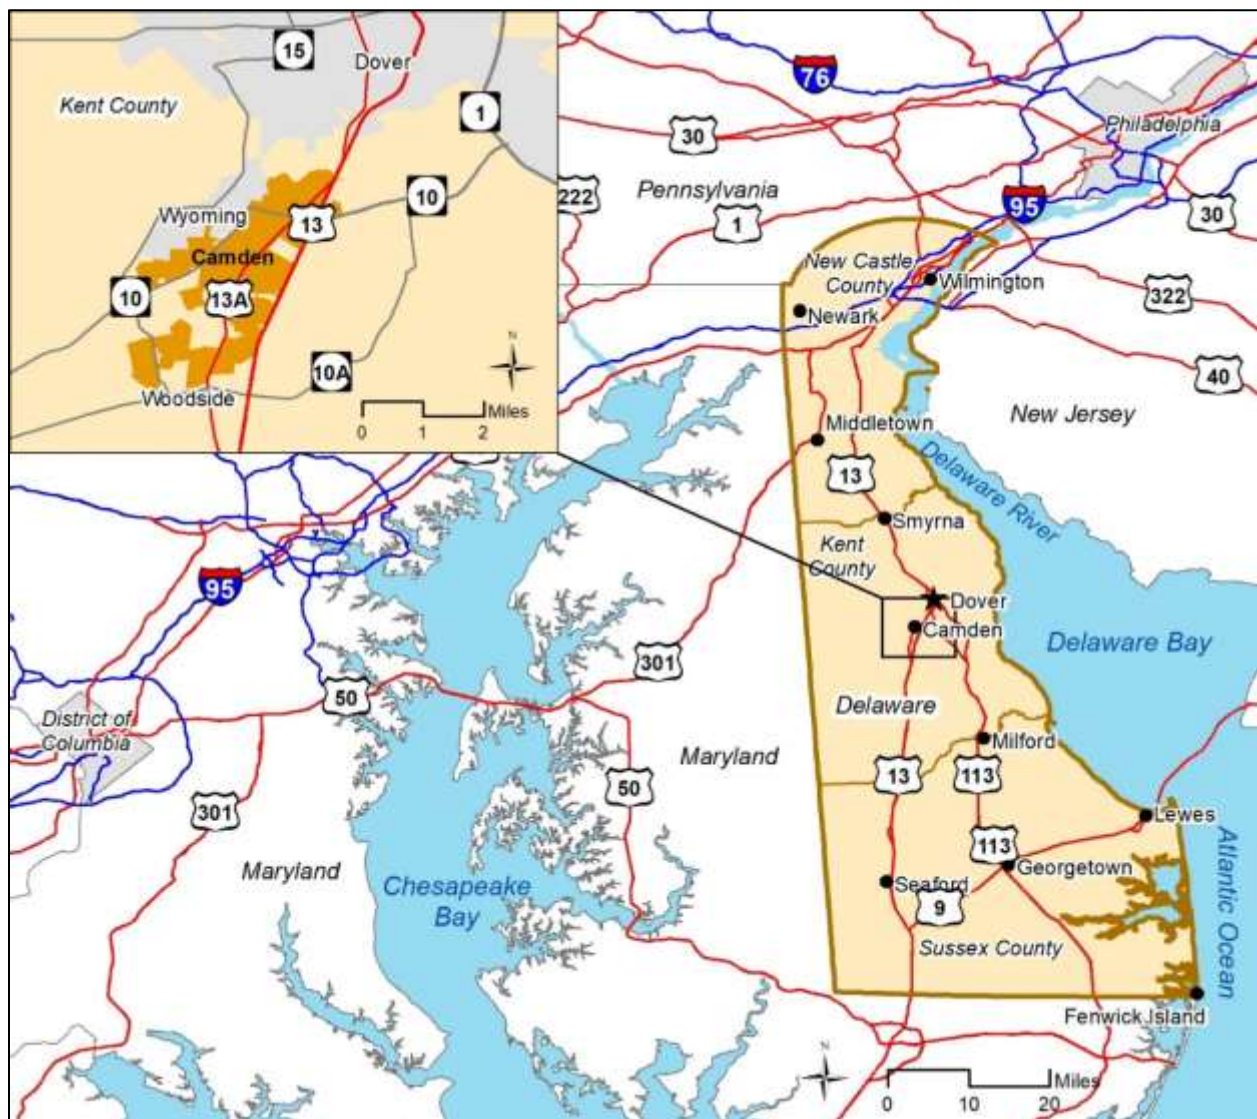 15
Dover
Kent County
1
10
Wyoming
13
Camden
10
13A
10A
Woodside
N
Miles
0 1 2
76
Philadelphia
30
Pennsylvania
222
95
1
30
New Castle
County
Wilmington
322
Newark
40
New Jersey
Middletown
Delaware River
13
Smyrna
Kent
County
95
Dover
Camden
Delaware Bay
301
50
District of
Columbia
Delaware
Maryland
Milford
50
13
113
301
Lewes
113
Maryland
Georgetown
Chesapeake
Bay
Seaford
9
Atlantic Ocean
Sussex County
Fenwick Island
N
Miles
0 10 20